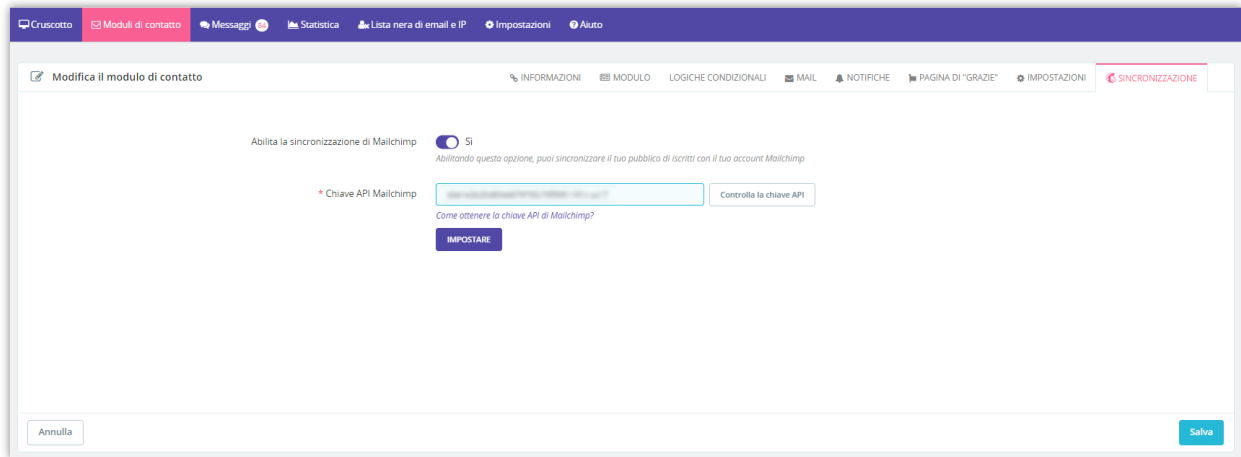 Cruscotto Moduli di contatto Messaggi 84 Statistica Lista nera di email e IP Impostazioni Aiuto
Modifica il modulo di contatto INFORMAZIONI MODULO LOGICHE CONDIZIONALI MAIL NOTIFICHE PAGINA DI "GRAZIE" IMPOSTAZIONI SINCRONIZZAZIONE
Abilita la sincronizzazione di Mailchimp Sì
Abilitando questa opzione, puoi sincronizzare il tuo pubblico di iscritti con il tuo account Mailchimp
* Chiave API Mailchimp Controlla la chiave API
Come ottenere la chiave API di Mailchimp?
IMPOSTARE
Annulla Salva